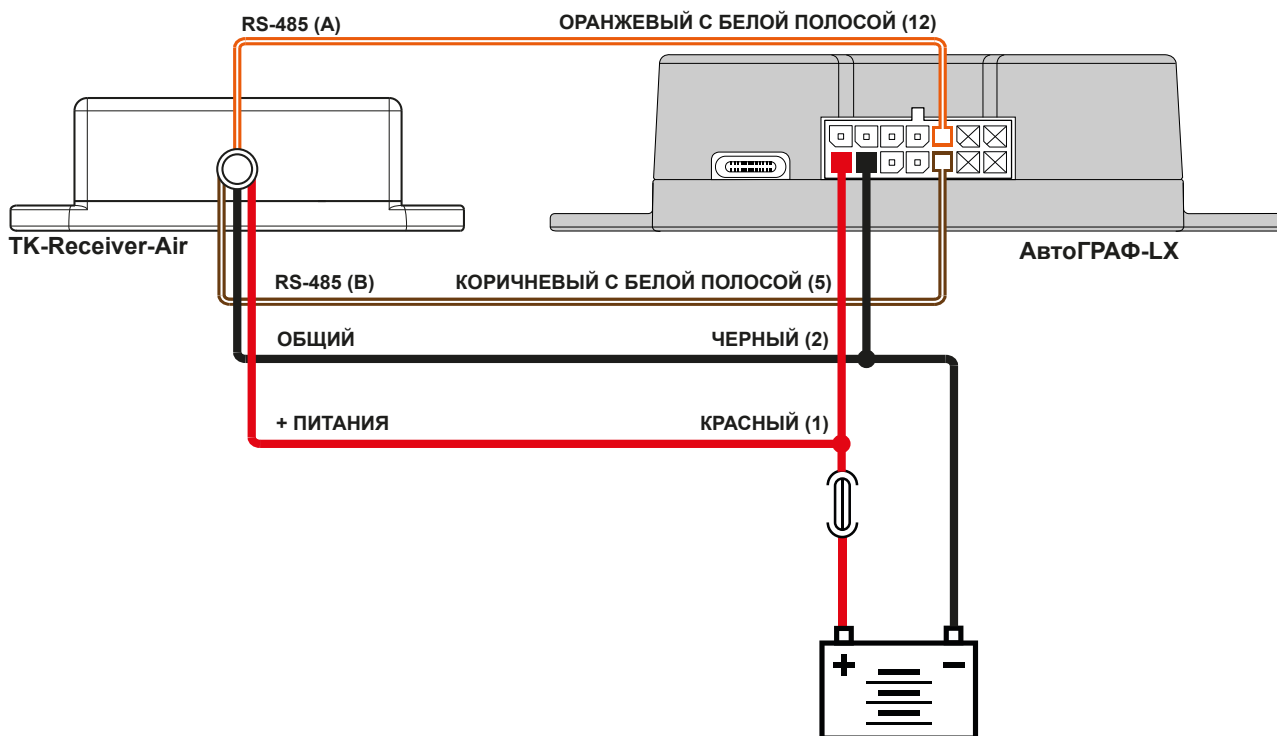 RS-485 (A)
ОРАНЖЕВЫЙ С БЕЛОЙ ПОЛОСОЙ (12)
TK-Receiver-Air
АвтоГРАФ-LX
RS-485 (B)
КОРИЧНЕВЫЙ С БЕЛОЙ ПОЛОСОЙ (5)
ОБЩИЙ
ЧЕРНЫЙ (2)
+ ПИТАНИЯ
КРАСНЫЙ (1)
+ −